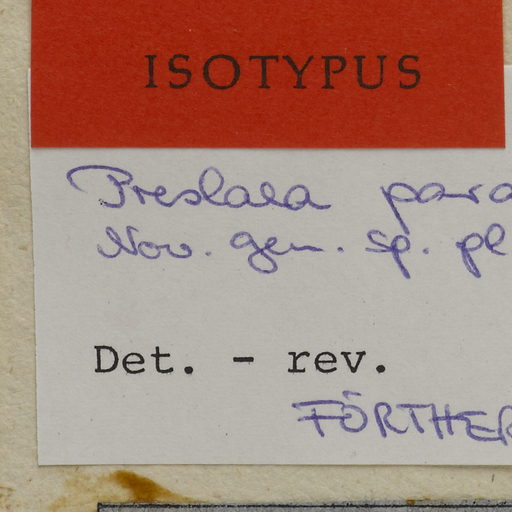 ISOTYPUS
Preslaea para
Nov. gen. sp. pl
Det. - rev.
FÖRTHER